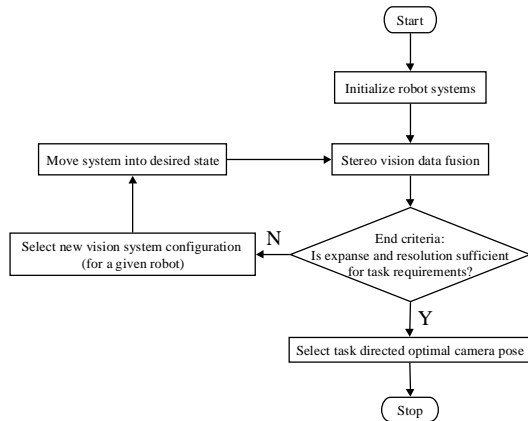 Start
Initialize robot systems
Move system into desired state
Stereo vision data fusion
Select new vision system configuration
(for a given robot)
N
End criteria:
Is expanse and resolution sufficient
for task requirements?
Y
Select task directed optimal camera pose
Stop